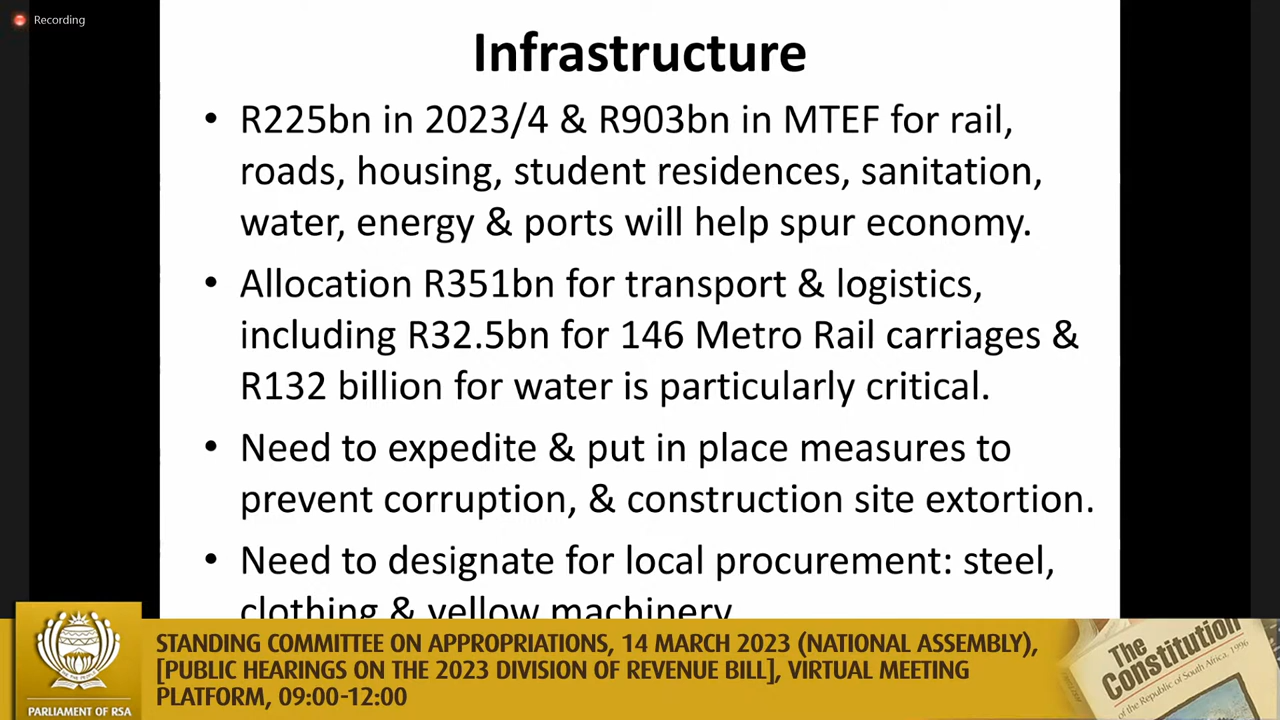 Recording
Infrastructure
• R225bn in 2023/4 & R903bn in MTEF for rail,
roads, housing, student residences, sanitation,
water, energy & ports will help spur economy.
• Allocation R351bn for transport & logistics,
including R32.5bn for 146 Metro Rail carriages &
R132 billion for water is particularly critical.
• Need to expedite & put in place measures to
prevent corruption, & construction site extortion.
• Need to designate for local procurement: steel,
clothing & yellow machinery
STANDING COMMITTEE ON APPROPRIATIONS, 14 MARCH 2023 (NATIONAL ASSEMBLY),
[PUBLIC HEARINGS ON THE 2023 DIVISION OF REVENUE BILL], VIRTUAL MEETING
PLATFORM, 09:00-12:00
PARLIAMENT OF RSA
The
Constitution
of the Republic of South Africa, 1996